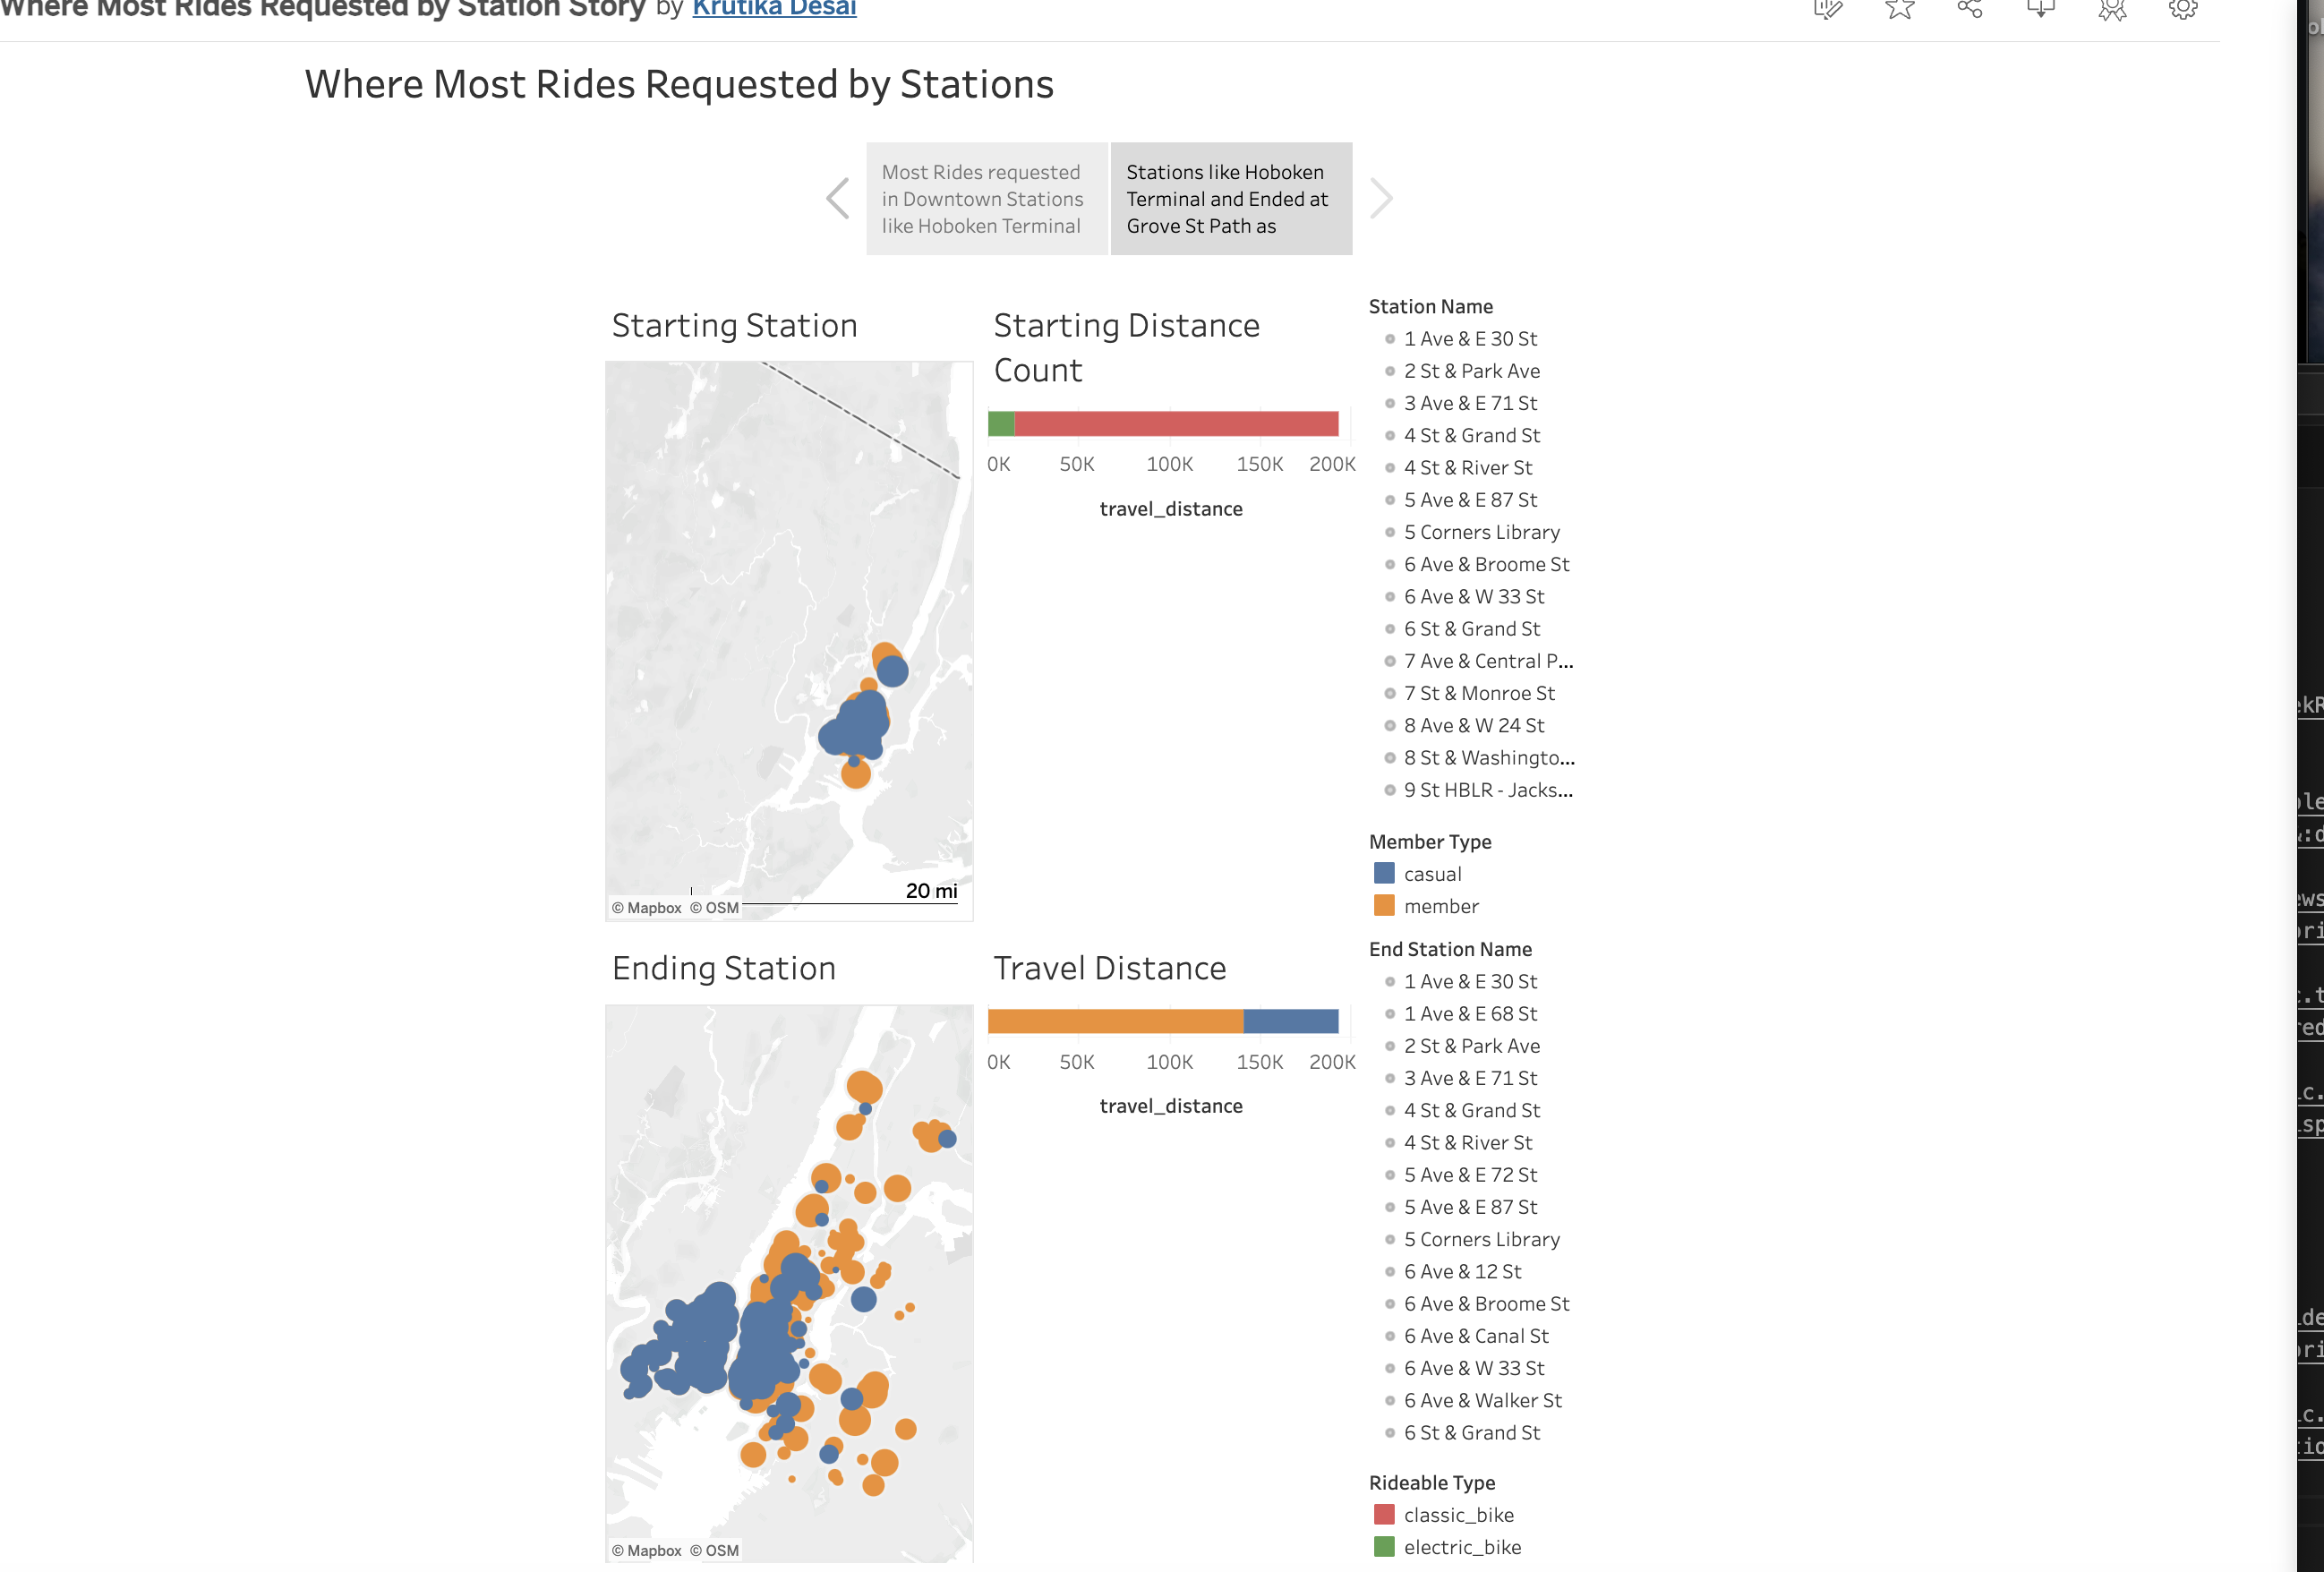 Where Most Rides Requested by Station Story by Krutika Desai
Where Most Rides Requested by Stations
Most Rides requested
in Downtown Stations
like Hoboken Terminal
Stations like Hoboken
Terminal and Ended at
Grove St Path as
Starting Station
Starting Distance
Count
0K 50K 100K 150K 200K
travel_distance
20 mi
© Mapbox © OSM
Station Name
1 Ave & E 30 St
2 St & Park Ave
3 Ave & E 71 St
4 St & Grand St
4 St & River St
5 Ave & E 87 St
5 Corners Library
6 Ave & Broome St
6 Ave & W 33 St
6 St & Grand St
7 Ave & Central P...
7 St & Monroe St
8 Ave & W 24 St
8 St & Washingto...
9 St HBLR - Jacks...
Member Type
casual
member
Ending Station
Travel Distance
0K 50K 100K 150K 200K
travel_distance
© Mapbox © OSM
End Station Name
1 Ave & E 30 St
1 Ave & E 68 St
2 St & Park Ave
3 Ave & E 71 St
4 St & Grand St
4 St & River St
5 Ave & E 72 St
5 Ave & E 87 St
5 Corners Library
6 Ave & 12 St
6 Ave & Broome St
6 Ave & Canal St
6 Ave & W 33 St
6 Ave & Walker St
6 St & Grand St
Rideable Type
classic_bike
electric_bike